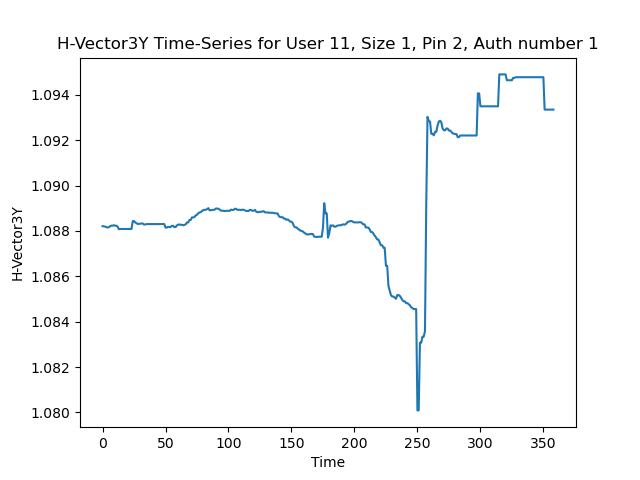 H-Vector3Y Time-Series for User 11, Size 1, Pin 2, Auth number 1
1.094
1.092
1.090
1.088
1.086
1.084
1.082
1.080
H-Vector3Y
0 50 100 150 200 250 300 350
Time